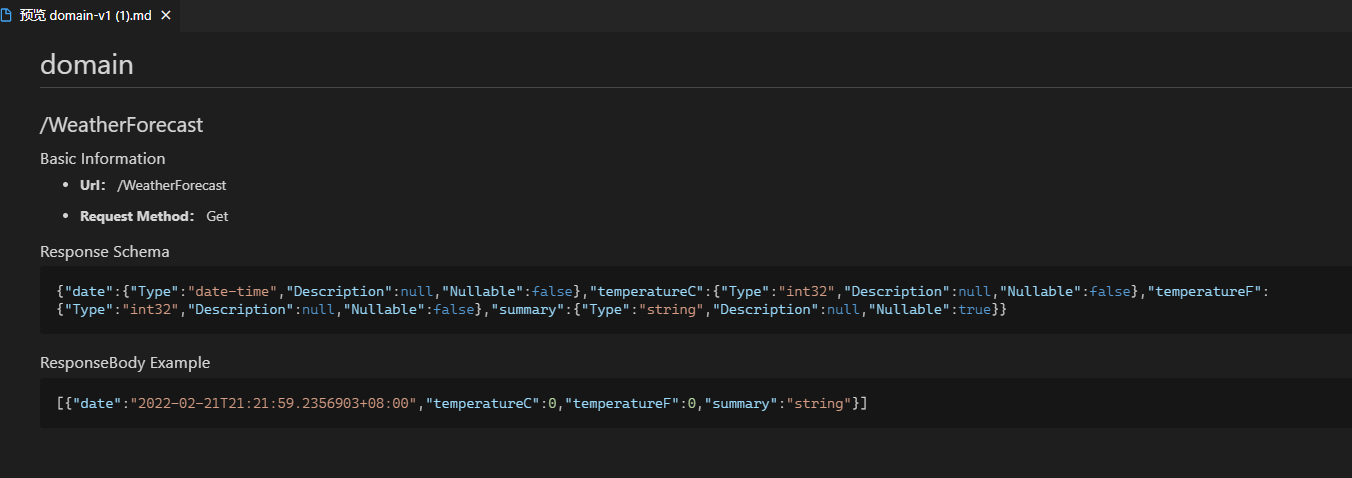 预览 domain-v1 (1).md ✕
domain
/WeatherForecast
Basic Information
• Url： /WeatherForecast
• Request Method： Get
Response Schema
{"date":{"Type":"date-time","Description":null,"Nullable":false},"temperatureC":{"Type":"int32","Description":null,"Nullable":false},"temperatureF":
{"Type":"int32","Description":null,"Nullable":false},"summary":{"Type":"string","Description":null,"Nullable":true}}
ResponseBody Example
[{"date":"2022-02-21T21:21:59.2356903+08:00","temperatureC":0,"temperatureF":0,"summary":"string"}]